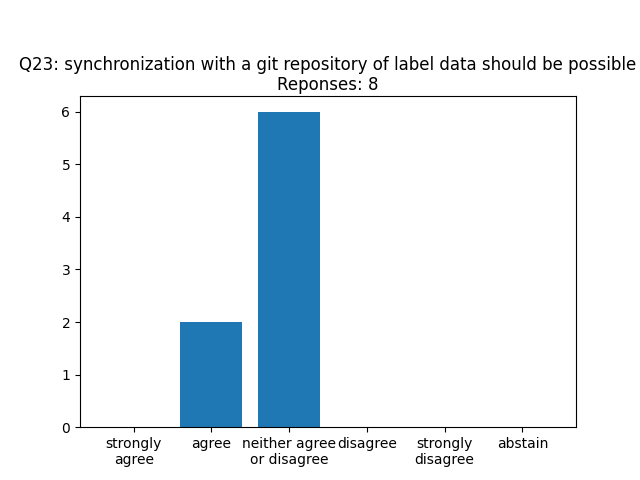 Q23: synchronization with a git repository of label data should be possible
Reponses: 8
6
5
4
3
2
1
0
strongly agree neither agree disagree strongly abstain
agree or disagree disagree